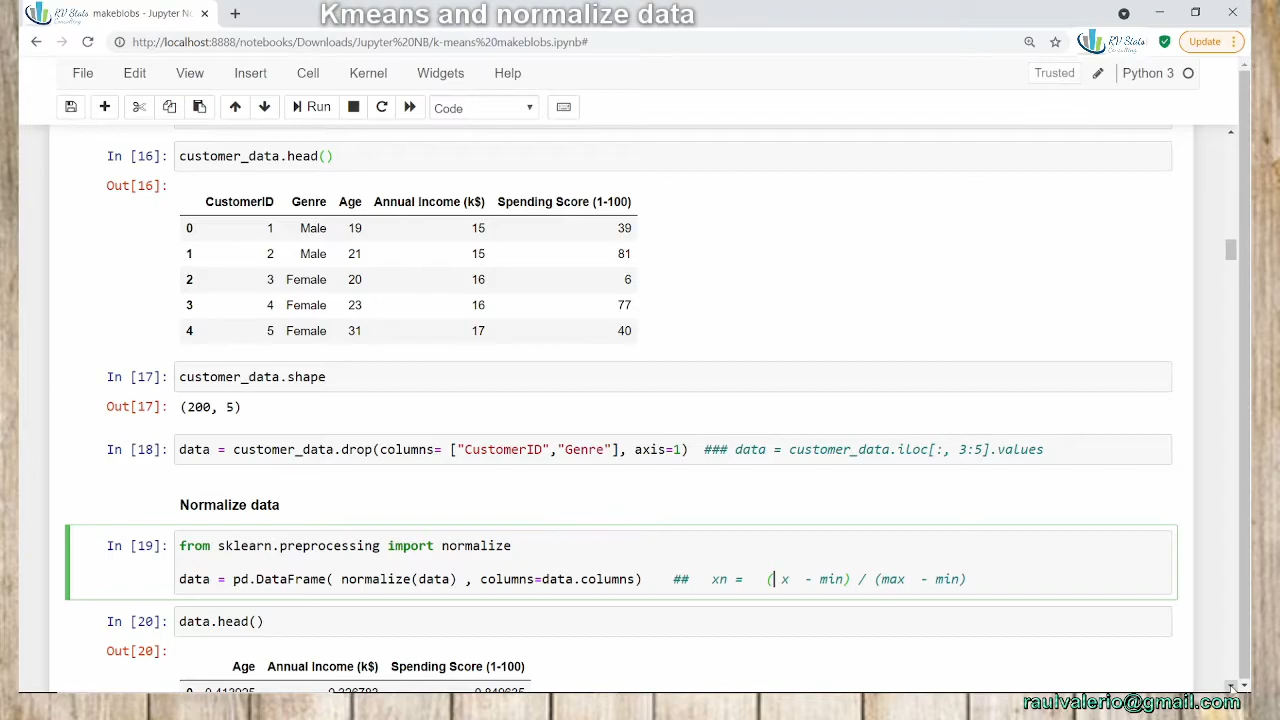 Kmeans and normalize data
makeblobs - Jupyter No
http://localhost:8888/notebooks/Downloads/Jupyter%20NB/k-means%20makeblobs.ipynb#
RV Stats
Consulting
Update
File Edit View Insert Cell Kernel Widgets Help Trusted Python 3
Run Code
In [16]: customer_data.head()
Out[16]:
CustomerID Genre Age Annual Income (k$) Spending Score (1-100)
0 1 Male 19 15 39
1 2 Male 21 15 81
2 3 Female 20 16 6
3 4 Female 23 16 77
4 5 Female 31 17 40
In [17]: customer_data.shape
Out[17]: (200, 5)
In [18]: data = customer_data.drop(columns= ["CustomerID","Genre"], axis=1) ### data = customer_data.iloc[:, 3:5].values
Normalize data
In [19]: from sklearn.preprocessing import normalize
data = pd.DataFrame( normalize(data) , columns=data.columns) ## xn = ( x - min) / (max - min)
In [20]: data.head()
Out[20]:
Age Annual Income (k$) Spending Score (1-100)
raulvalerio@gmail.com